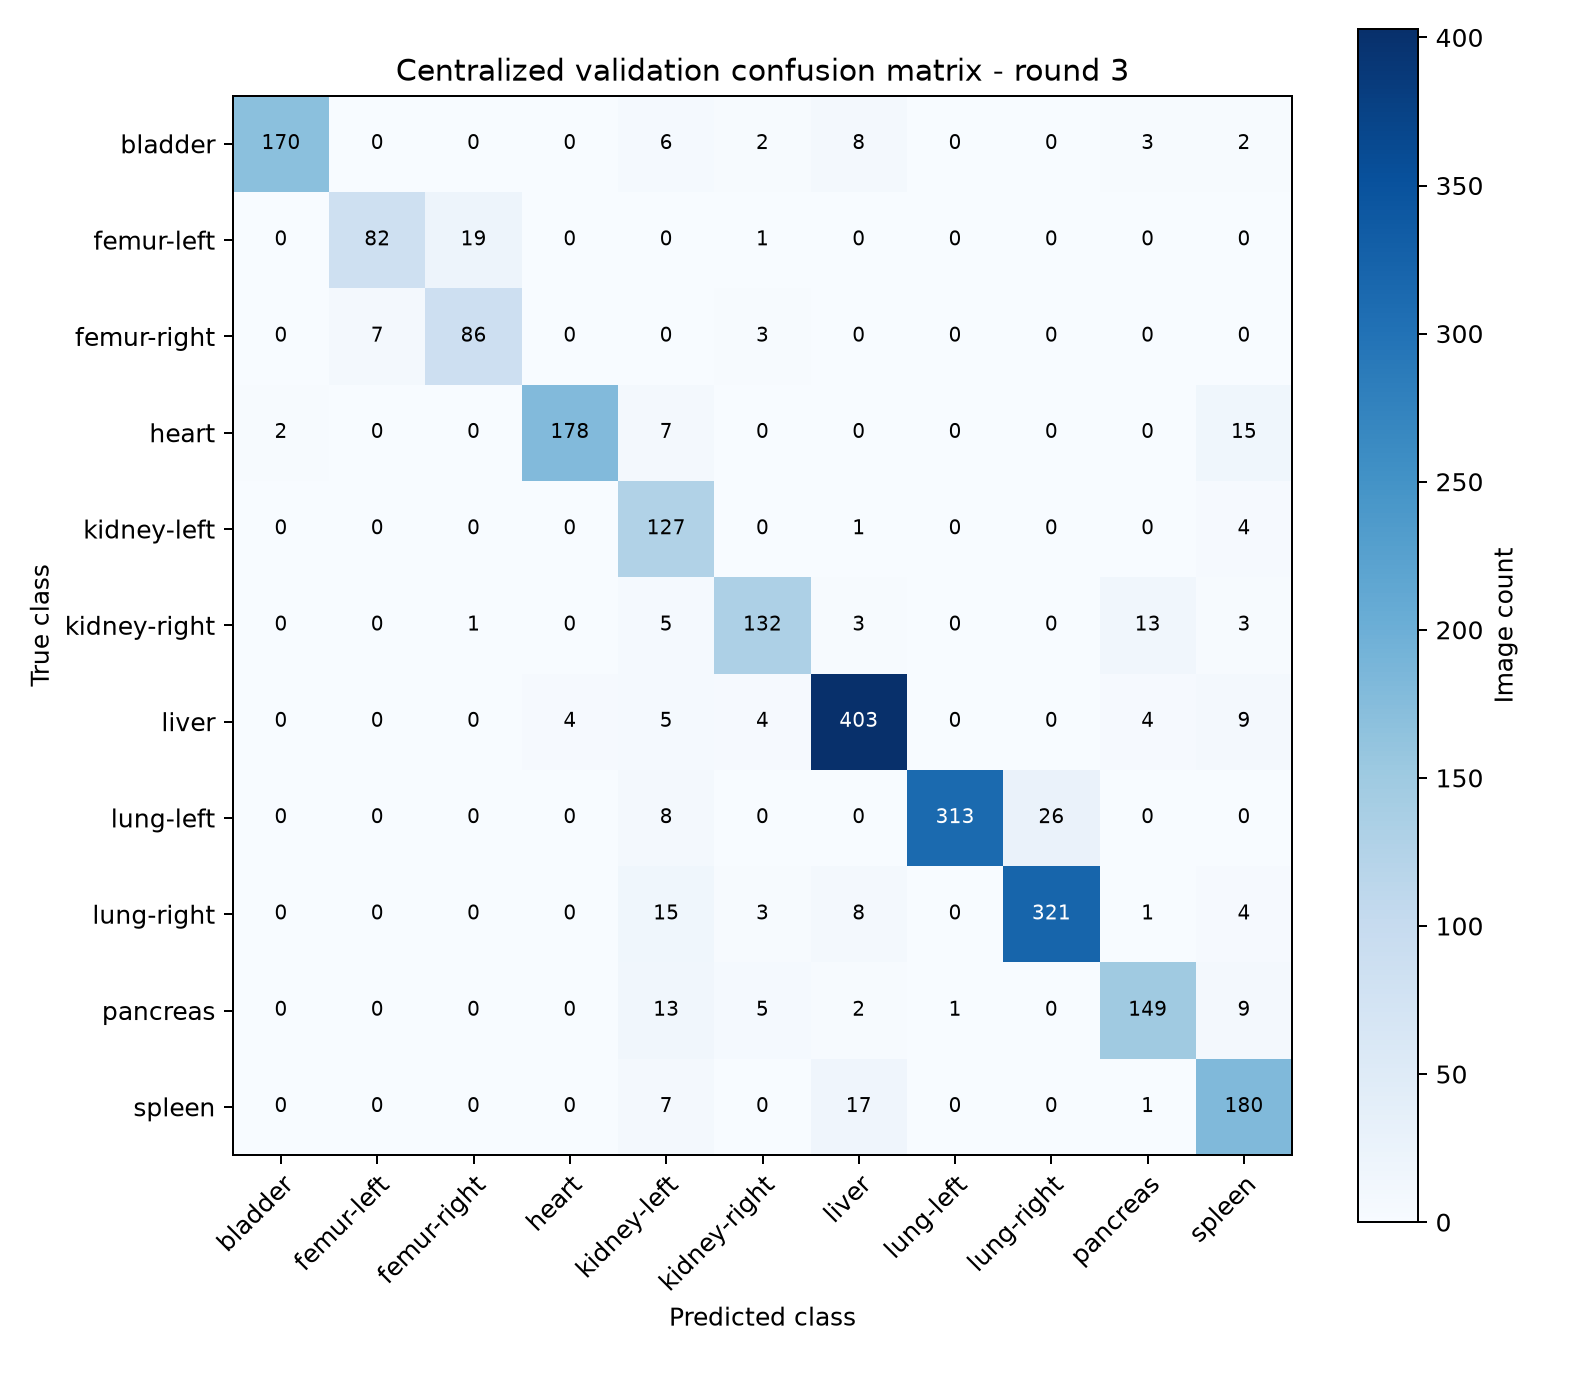 Centralized validation confusion matrix - round 3
bladder 170 0 0 0 6 2 8 0 0 3 2
femur-left 0 82 19 0 0 1 0 0 0 0 0
femur-right 0 7 86 0 0 3 0 0 0 0 0
heart 2 0 0 178 7 0 0 0 0 0 15
kidney-left 0 0 0 0 127 0 1 0 0 0 4
kidney-right 0 0 1 0 5 132 3 0 0 13 3
liver 0 0 0 4 5 4 403 0 0 4 9
lung-left 0 0 0 0 8 0 0 313 26 0 0
lung-right 0 0 0 0 15 3 8 0 321 1 4
pancreas 0 0 0 0 13 5 2 1 0 149 9
spleen 0 0 0 0 7 0 17 0 0 1 180
True class
bladder femur-left femur-right heart kidney-left kidney-right liver lung-left lung-right pancreas spleen
Predicted class
400
350
300
250
200
150
100
50
0
Image count